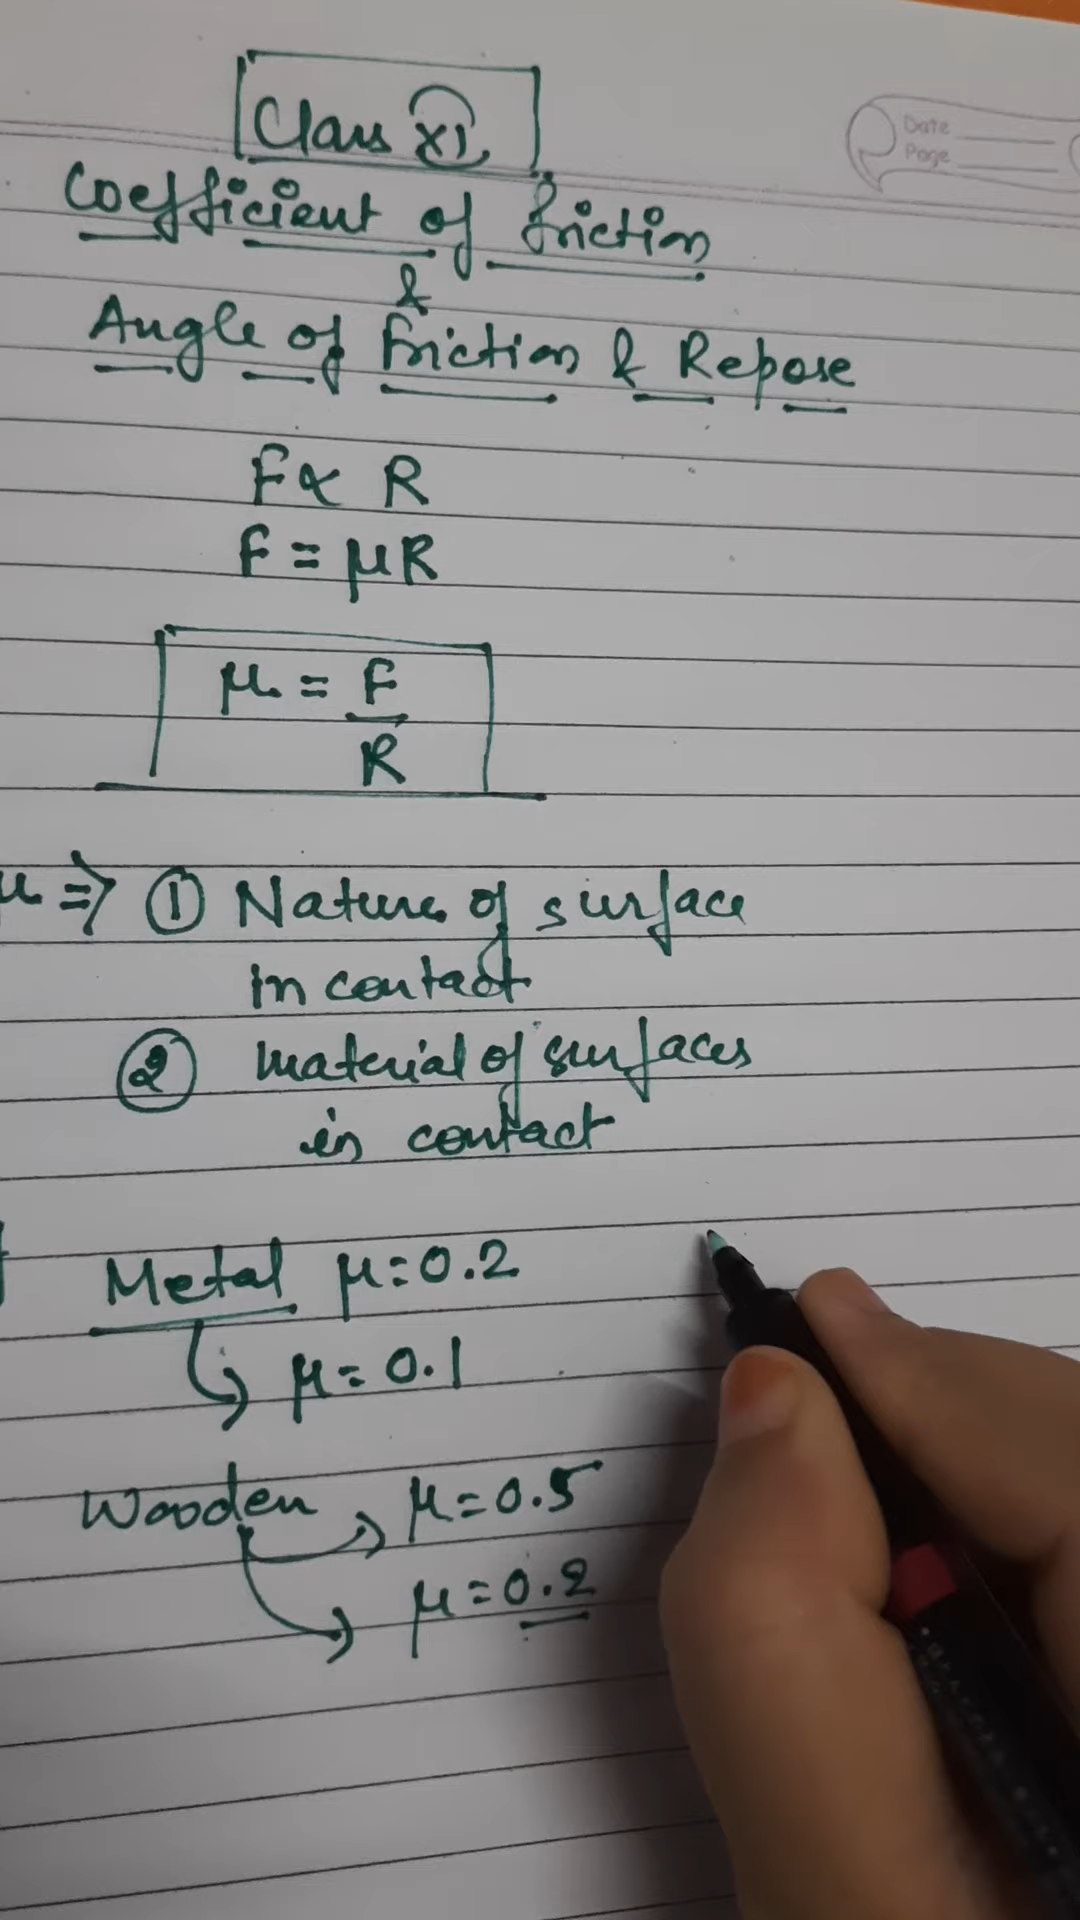 Class XI
Date
Page
Coefficient of friction
&
Angle of friction & Repose
F ∝ R
F = μR
μ = F
R
μ => ① Nature of surface
in contact
② material of surfaces
in contact
Metal μ = 0.2
μ = 0.1
Wooden → μ = 0.5
→ μ = 0.2